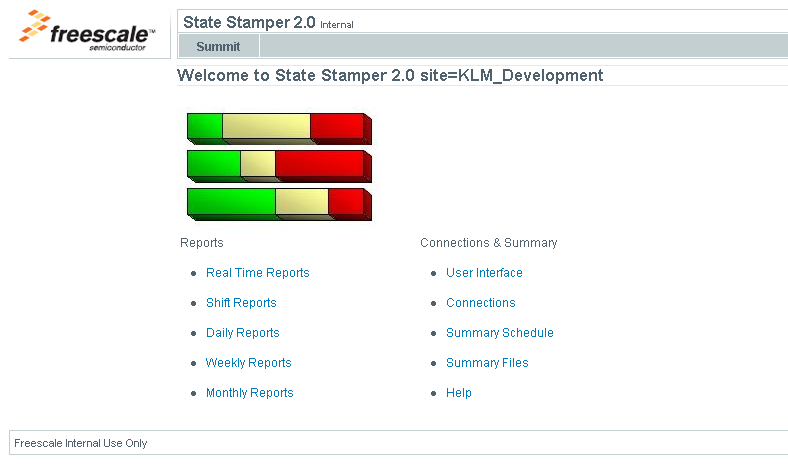 freescale™
semiconductor
State Stamper 2.0 Internal
Summit
Welcome to State Stamper 2.0 site=KLM_Development
Reports
Real Time Reports
Shift Reports
Daily Reports
Weekly Reports
Monthly Reports
Connections & Summary
User Interface
Connections
Summary Schedule
Summary Files
Help
Freescale Internal Use Only